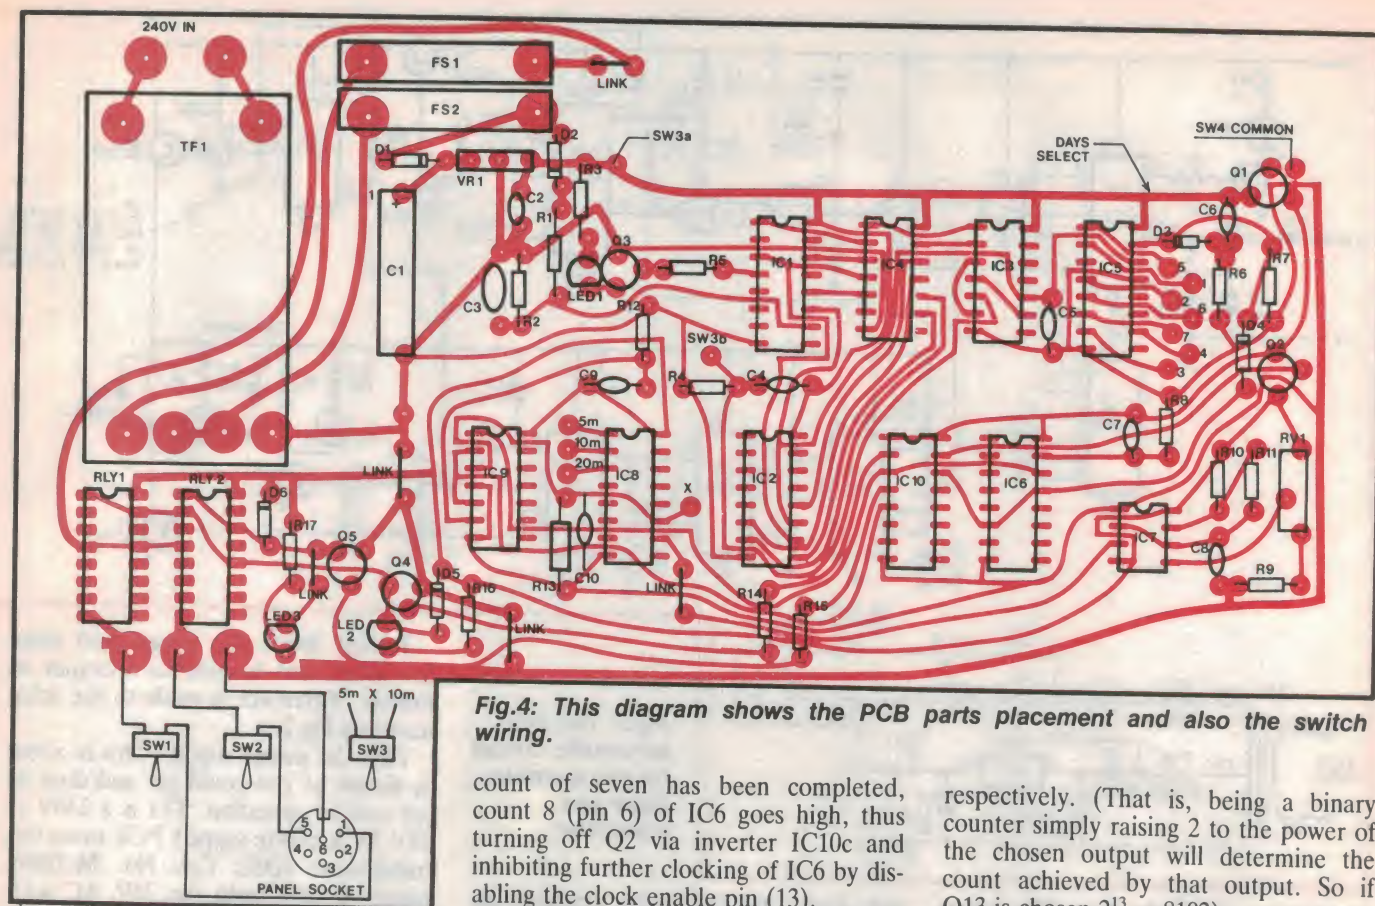 240V IN
FS1
LINK
FS2
TF1
D1
VR1
D2
SW3a
R3
1
+
C2
R1
C1
C3
R2
LED1
Q3
R5
R12
IC1
IC4
IC3
IC5
DAYS
SELECT
SW4 COMMON
Q1
C6
D3
R6
R7
5
1
2
6
7
4
3
D4
Q2
C5
SW3b
C9
R4
C4
5m
10m
20m
IC9
IC8
X
IC2
IC10
IC6
C7
R8
R10
R11
RV1
IC7
C8
R9
LINK
RLY1
RLY2
D6
R17
Q5
Q4
D5
R16
LINK
LED3
LED
2
LINK
R13
C10
LINK
R14
R15
SW1
SW2
5m X 10m
SW3
5
1
4
6
2
3
PANEL SOCKET
Fig.4: This diagram shows the PCB parts placement and also the switch
wiring.
count of seven has been completed,
count 8 (pin 6) of IC6 goes high, thus
turning off Q2 via inverter IC10c and
inhibiting further clocking of IC6 by dis-
abling the clock enable pin (13).
respectively. (That is, being a binary
counter simply raising 2 to the power of
the chosen output will determine the
count achieved by that output. So if
Q13 is chosen 2¹³ = 8192)